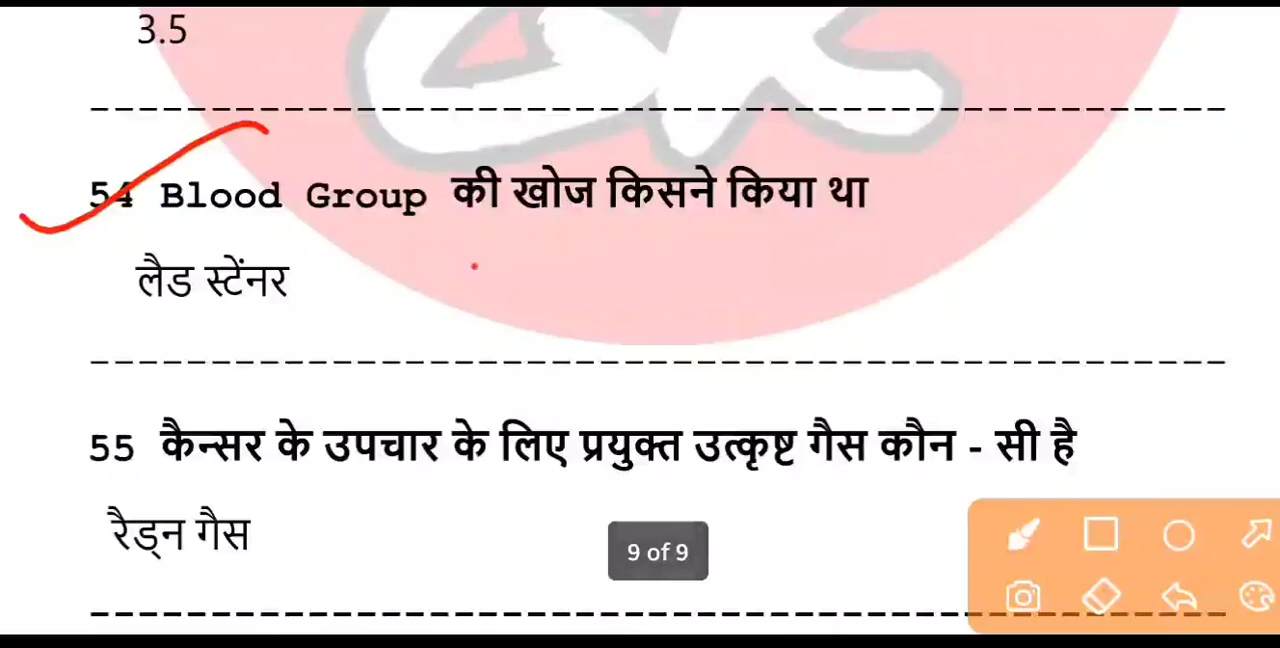 3.5
54 Blood Group की खोज किसने किया था
लैड स्टेंनर
55 कैन्सर के उपचार के लिए प्रयुक्त उत्कृष्ट गैस कौन - सी है
रैड्न गैस
9 of 9